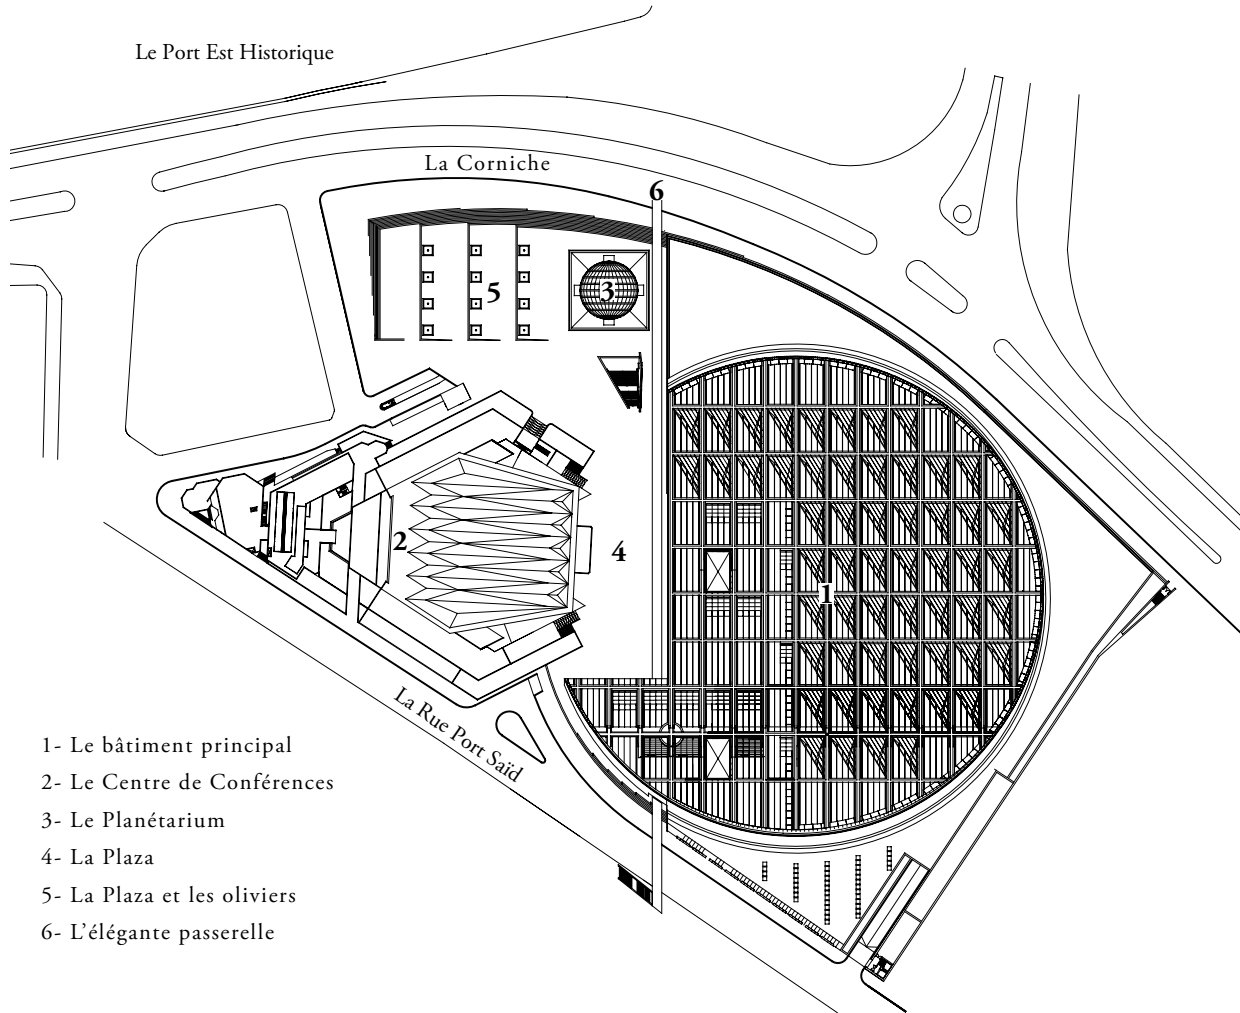 Le Port Est Historique
La Corniche
6
5
3
2
4
1
La Rue Port Saïd
1- Le bâtiment principal
2- Le Centre de Conférences
3- Le Planétarium
4- La Plaza
5- La Plaza et les oliviers
6- L’élégante passerelle